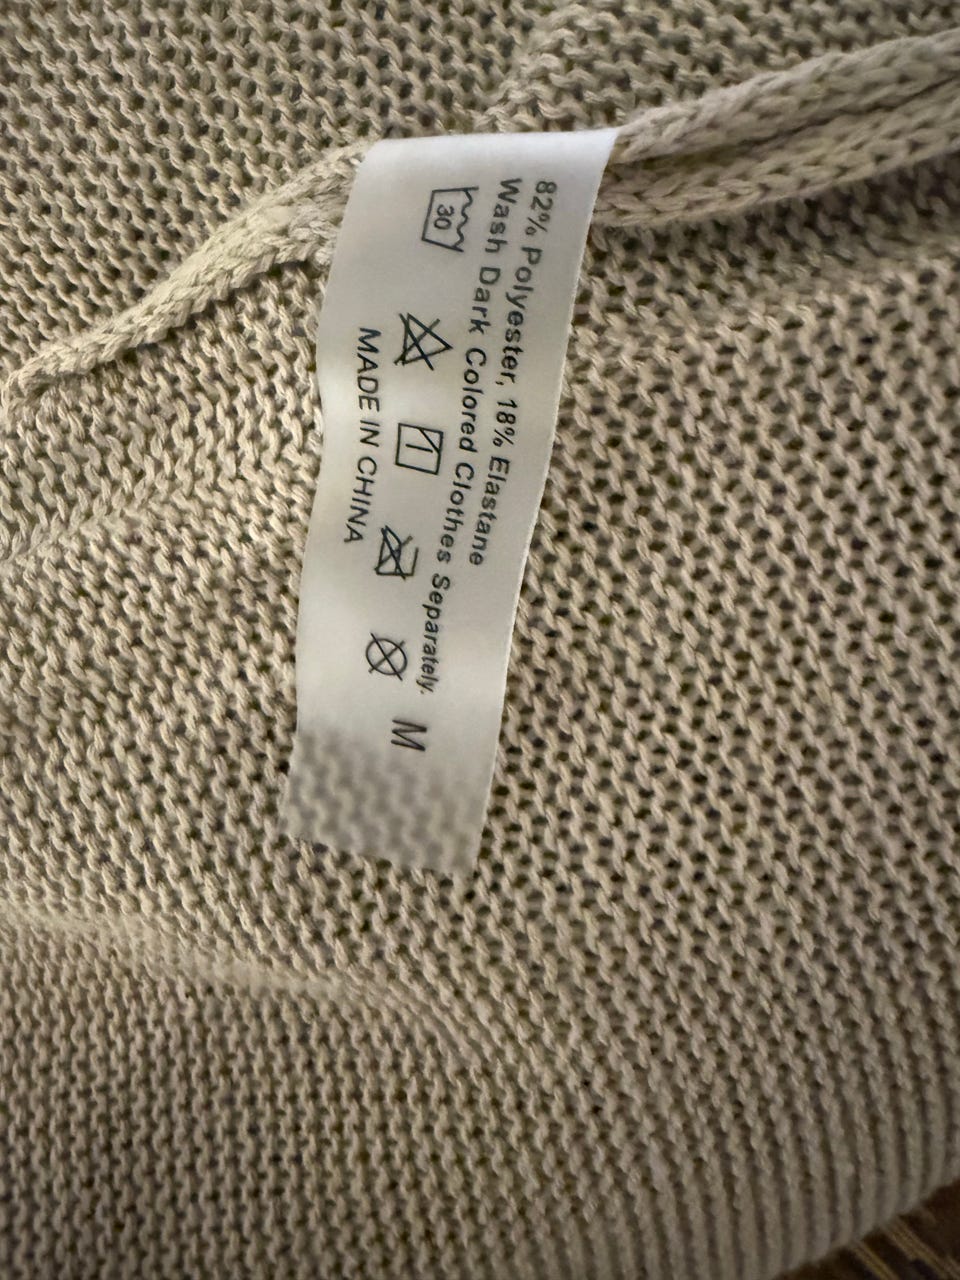 82% Polyester, 18% Elastane
Wash Dark Colored Clothes Separately.
30 M
MADE IN CHINA